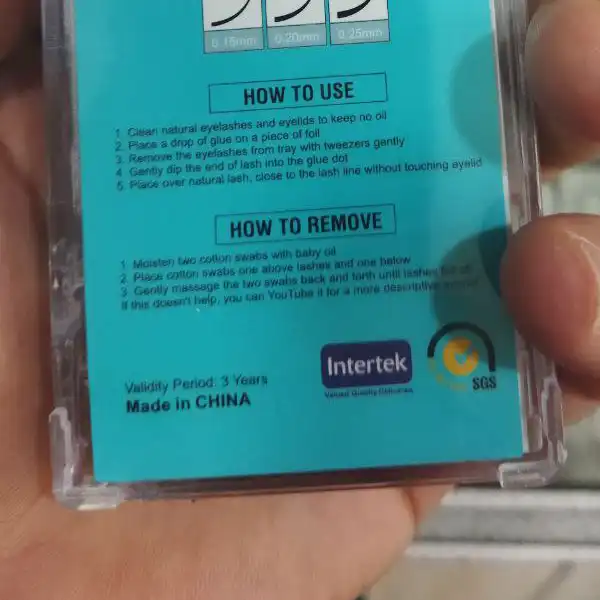 0.15mm 0.20mm 0.25mm
HOW TO USE
1. Clean natural eyelashes and eyelids to keep no oil
2. Place a drop of glue on a piece of foil
3. Remove the eyelashes from tray with tweezers gently
4. Gently dip the end of lash into the glue dot
5. Place over natural lash, close to the lash line without touching eyelid
HOW TO REMOVE
1. Moisten two cotton swabs with baby oil
2. Place cotton swabs one above lashes and one below
3. Gently massage the two swabs back and forth until lashes
If this doesn't help, you can YouTube it for a more descriptive
Validity Period: 3 Years
Made in CHINA
Intertek
Valued Quality. Delivered.
SGS